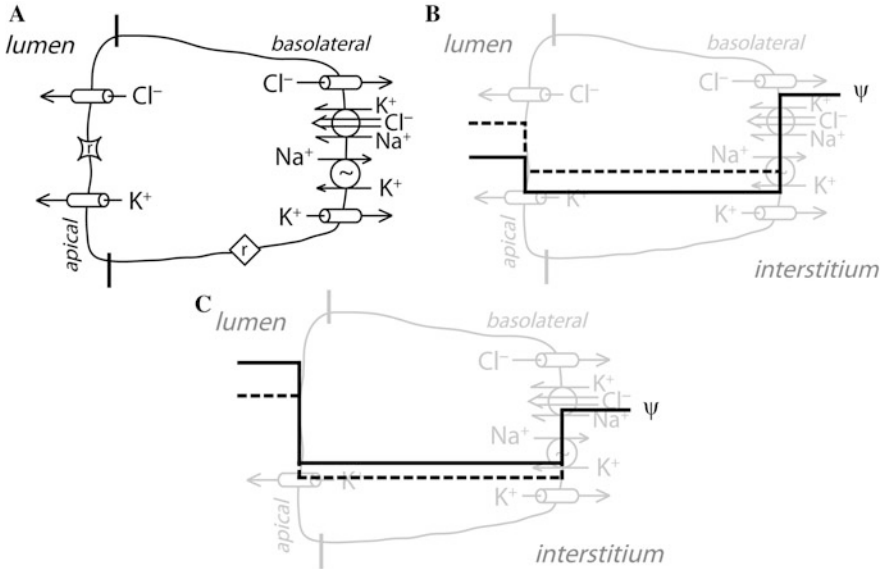 A
lumen
basolateral
Cl⁻
Cl⁻
K⁺
Cl⁻
Na⁺
r
Na⁺
~
K⁺
K⁺
K⁺
apical
r
B
lumen
basolateral
ψ
Cl⁻
Cl⁻
K⁺
Cl⁻
Na⁺
Na⁺
~
K⁺
K⁺
K⁺
apical
interstitium
C
lumen
basolateral
Cl⁻
K⁺
Cl⁻
ψ
Na⁺
Na⁺
~
K⁺
K⁺
K⁺
apical
interstitium